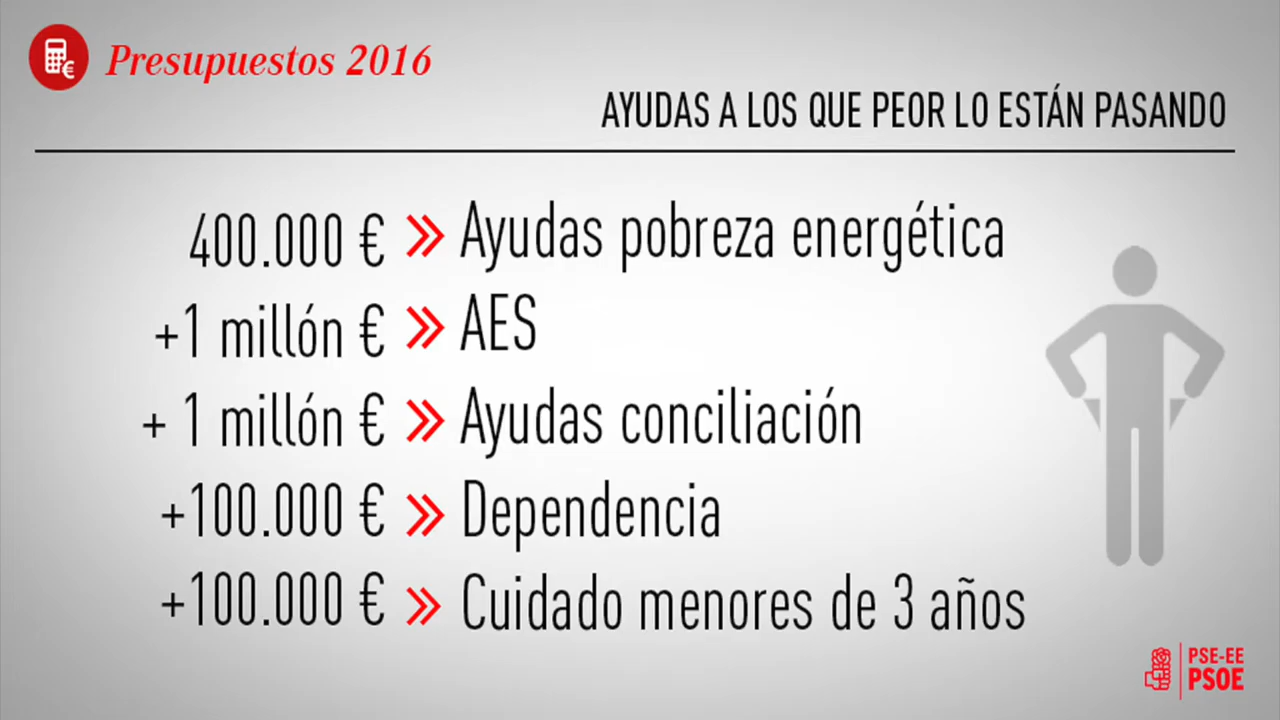 Presupuestos 2016
AYUDAS A LOS QUE PEOR LO ESTÁN PASANDO
400.000 € » Ayudas pobreza energética
+1 millón € » AES
+ 1 millón € » Ayudas conciliación
+100.000 € » Dependencia
+100.000 € » Cuidado menores de 3 años
PSE-EE
PSOE